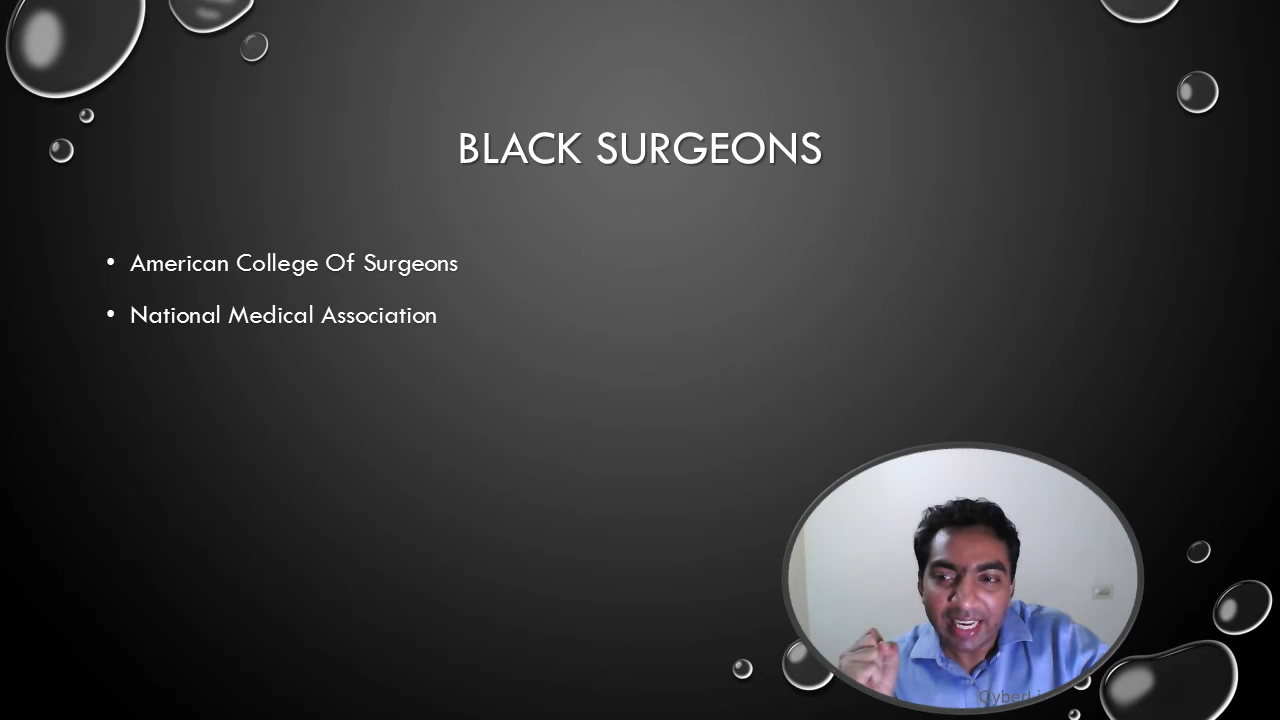 BLACK SURGEONS
• American College Of Surgeons
• National Medical Association